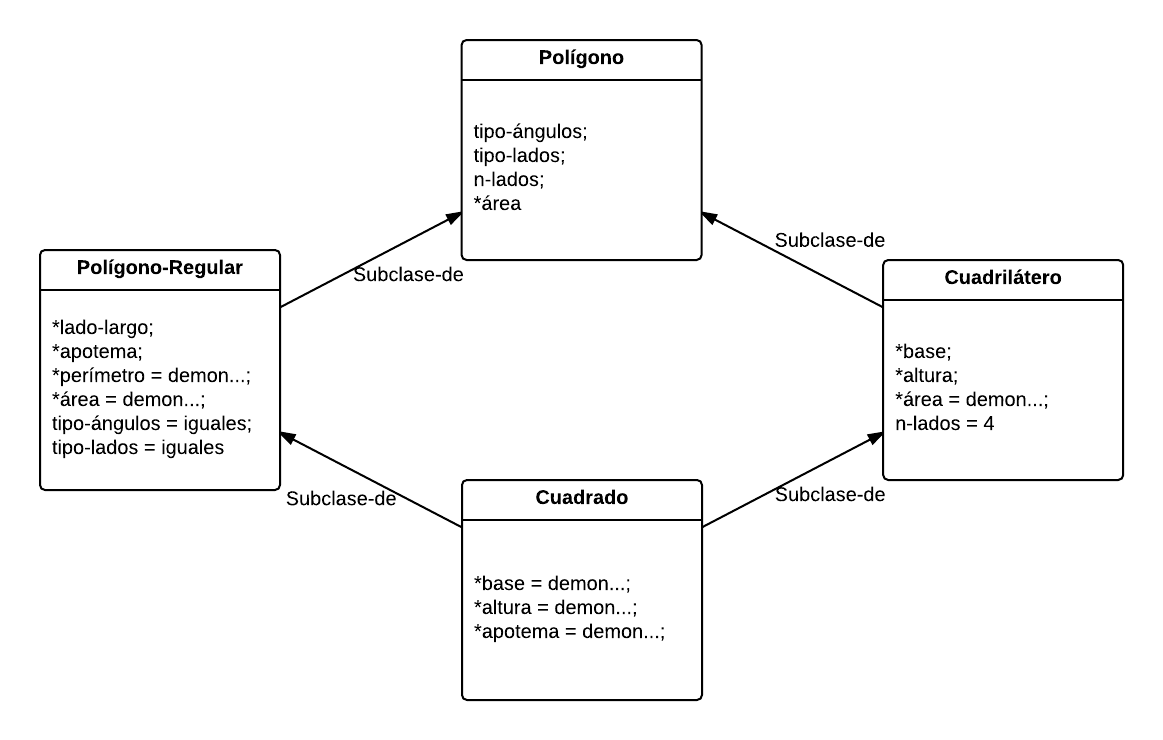 Polígono
tipo-ángulos;
tipo-lados;
n-lados;
*área
Subclase-de
Subclase-de
Polígono-Regular
*lado-largo;
*apotema;
*perímetro = demon...;
*área = demon...;
tipo-ángulos = iguales;
tipo-lados = iguales
Cuadrilátero
*base;
*altura;
*área = demon...;
n-lados = 4
Subclase-de
Subclase-de
Cuadrado
*base = demon...;
*altura = demon...;
*apotema = demon...;